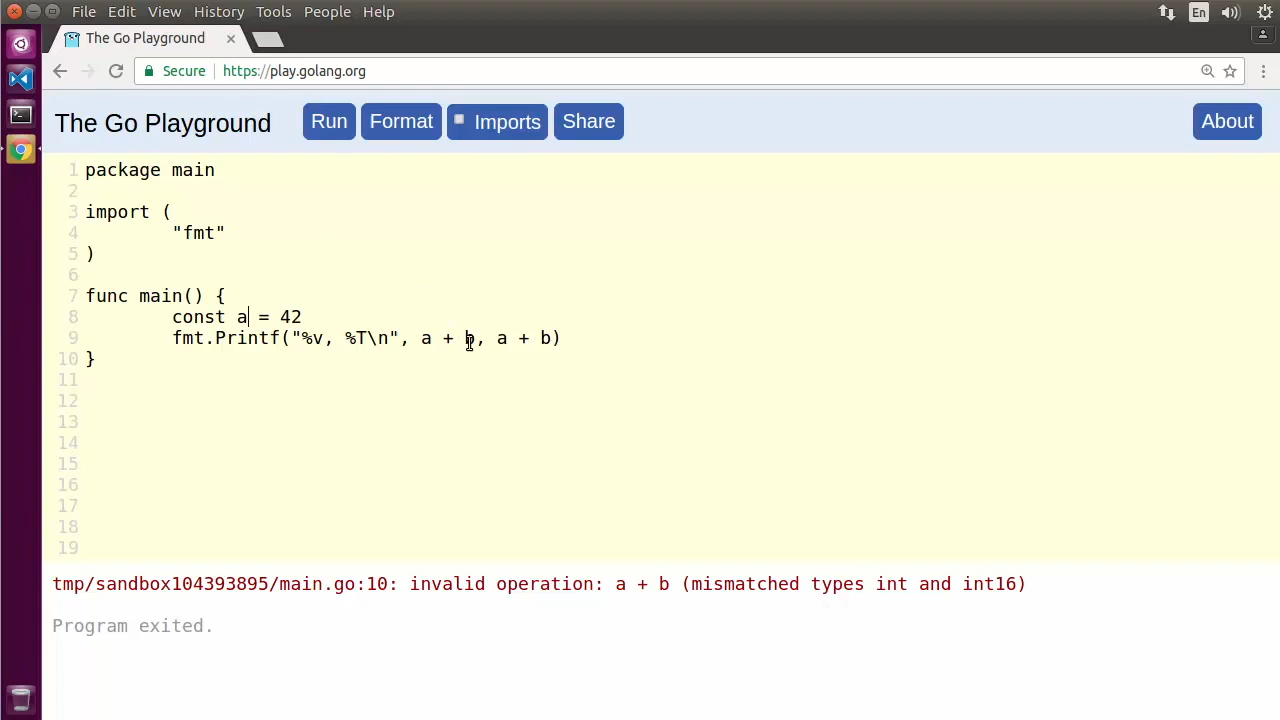 File Edit View History Tools People Help
En
The Go Playground
Secure https://play.golang.org
The Go Playground Run Format Imports Share About
1 package main
2
3 import (
4 "fmt"
5 )
6
7 func main() {
8 const a = 42
9 fmt.Printf("%v, %T\n", a + b, a + b)
10 }
11
12
13
14
15
16
17
18
19
tmp/sandbox104393895/main.go:10: invalid operation: a + b (mismatched types int and int16)
Program exited.